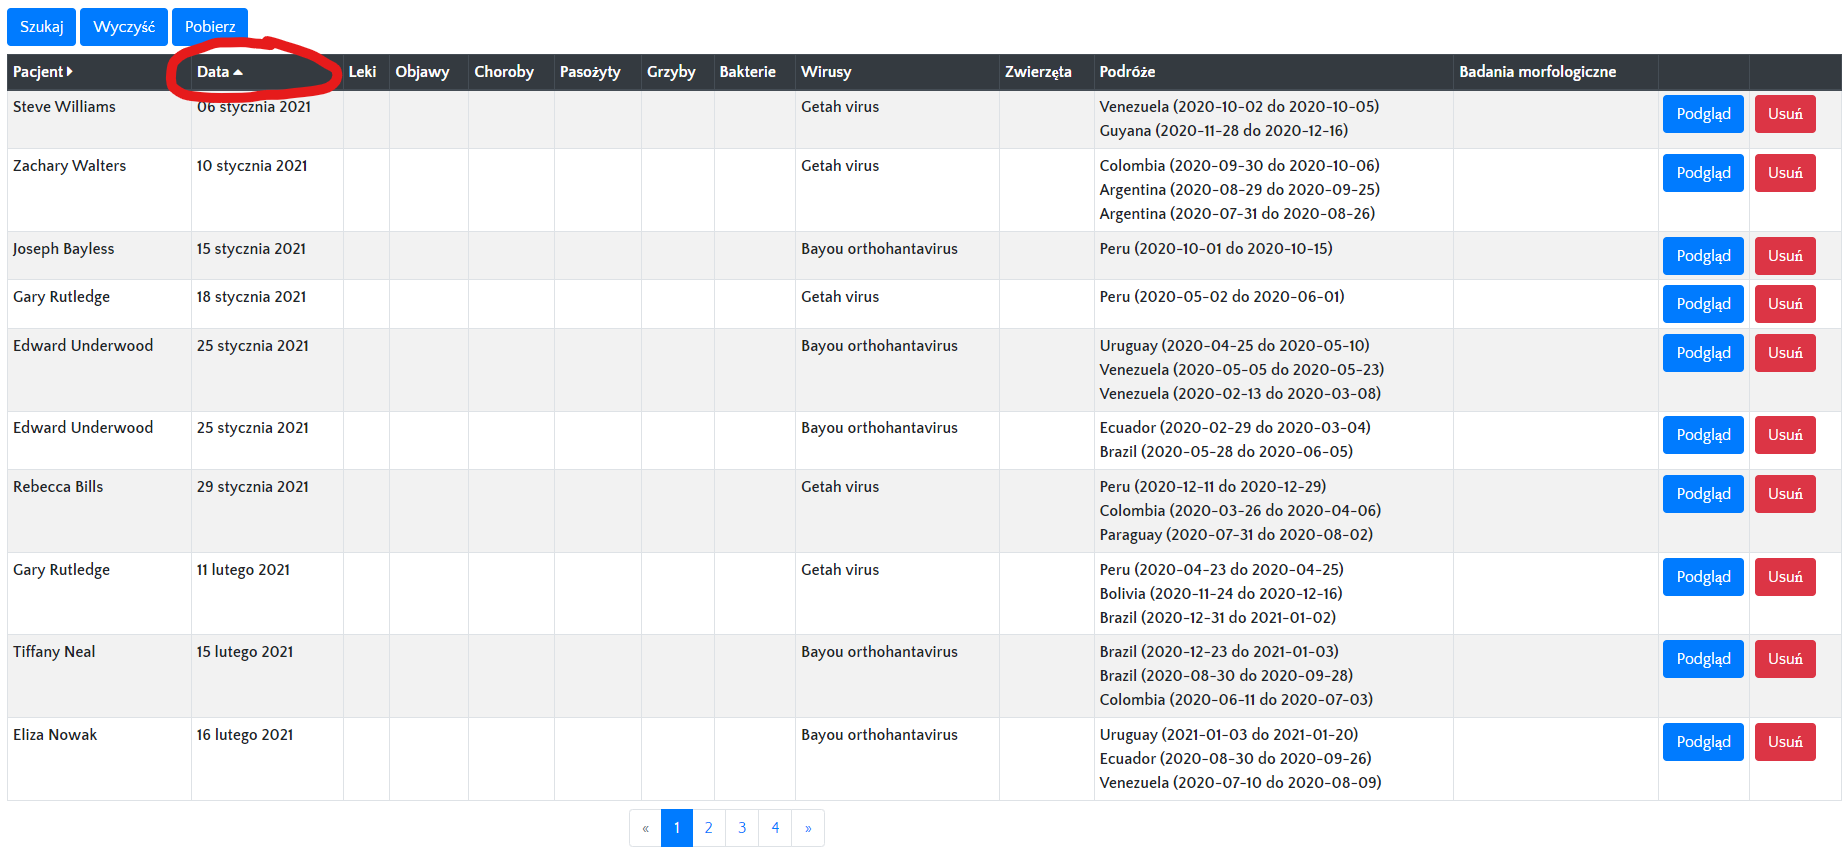 Szukaj Wyczyść Pobierz
Pacjent Data Leki Objawy Choroby Pasożyty Grzyby Bakterie Wirusy Zwierzęta Podróże Badania morfologiczne
Steve Williams 06 stycznia 2021 Getah virus Venezuela (2020-10-02 do 2020-10-05) Podgląd Usuń
Guyana (2020-11-28 do 2020-12-16)
Zachary Walters 10 stycznia 2021 Getah virus Colombia (2020-09-30 do 2020-10-06) Podgląd Usuń
Argentina (2020-08-29 do 2020-09-25)
Argentina (2020-07-31 do 2020-08-26)
Joseph Bayless 15 stycznia 2021 Bayou orthohantavirus Peru (2020-10-01 do 2020-10-15) Podgląd Usuń
Gary Rutledge 18 stycznia 2021 Getah virus Peru (2020-05-02 do 2020-06-01) Podgląd Usuń
Edward Underwood 25 stycznia 2021 Bayou orthohantavirus Uruguay (2020-04-25 do 2020-05-10) Podgląd Usuń
Venezuela (2020-05-05 do 2020-05-23)
Venezuela (2020-02-13 do 2020-03-08)
Edward Underwood 25 stycznia 2021 Bayou orthohantavirus Ecuador (2020-02-29 do 2020-03-04) Podgląd Usuń
Brazil (2020-05-28 do 2020-06-05)
Rebecca Bills 29 stycznia 2021 Getah virus Peru (2020-12-11 do 2020-12-29) Podgląd Usuń
Colombia (2020-03-26 do 2020-04-06)
Paraguay (2020-07-31 do 2020-08-02)
Gary Rutledge 11 lutego 2021 Getah virus Peru (2020-04-23 do 2020-04-25) Podgląd Usuń
Bolivia (2020-11-24 do 2020-12-16)
Brazil (2020-12-31 do 2021-01-02)
Tiffany Neal 15 lutego 2021 Bayou orthohantavirus Brazil (2020-12-23 do 2021-01-03) Podgląd Usuń
Brazil (2020-08-30 do 2020-09-28)
Colombia (2020-06-11 do 2020-07-03)
Eliza Nowak 16 lutego 2021 Bayou orthohantavirus Uruguay (2021-01-03 do 2021-01-20) Podgląd Usuń
Ecuador (2020-08-30 do 2020-09-26)
Venezuela (2020-07-10 do 2020-08-09)
« 1 2 3 4 »